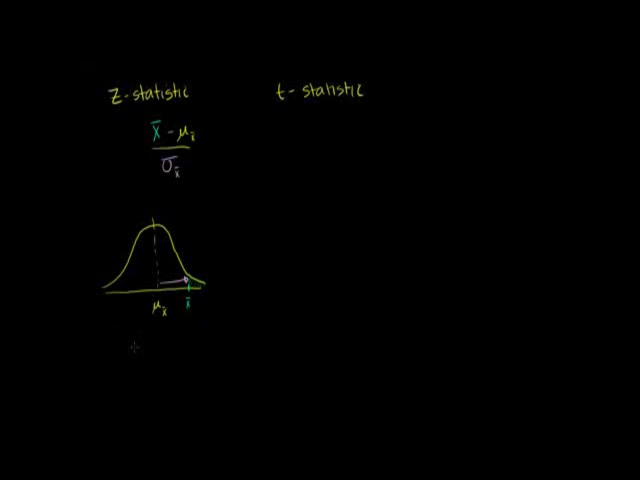 z-statistic t-statistic
x̄ - μx̄
σx̄
μx̄ x̄